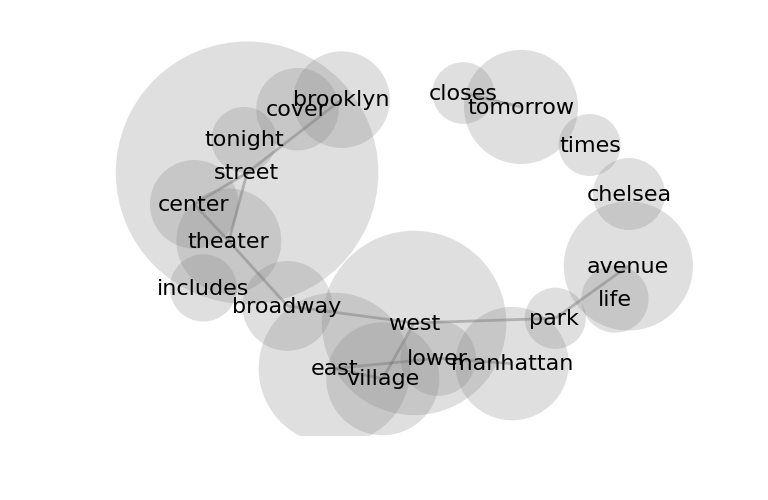 closes
brooklyn
tomorrow
cover
tonight
times
street
chelsea
center
theater
avenue
includes
life
broadway
park
west
lower
manhattan
east
village